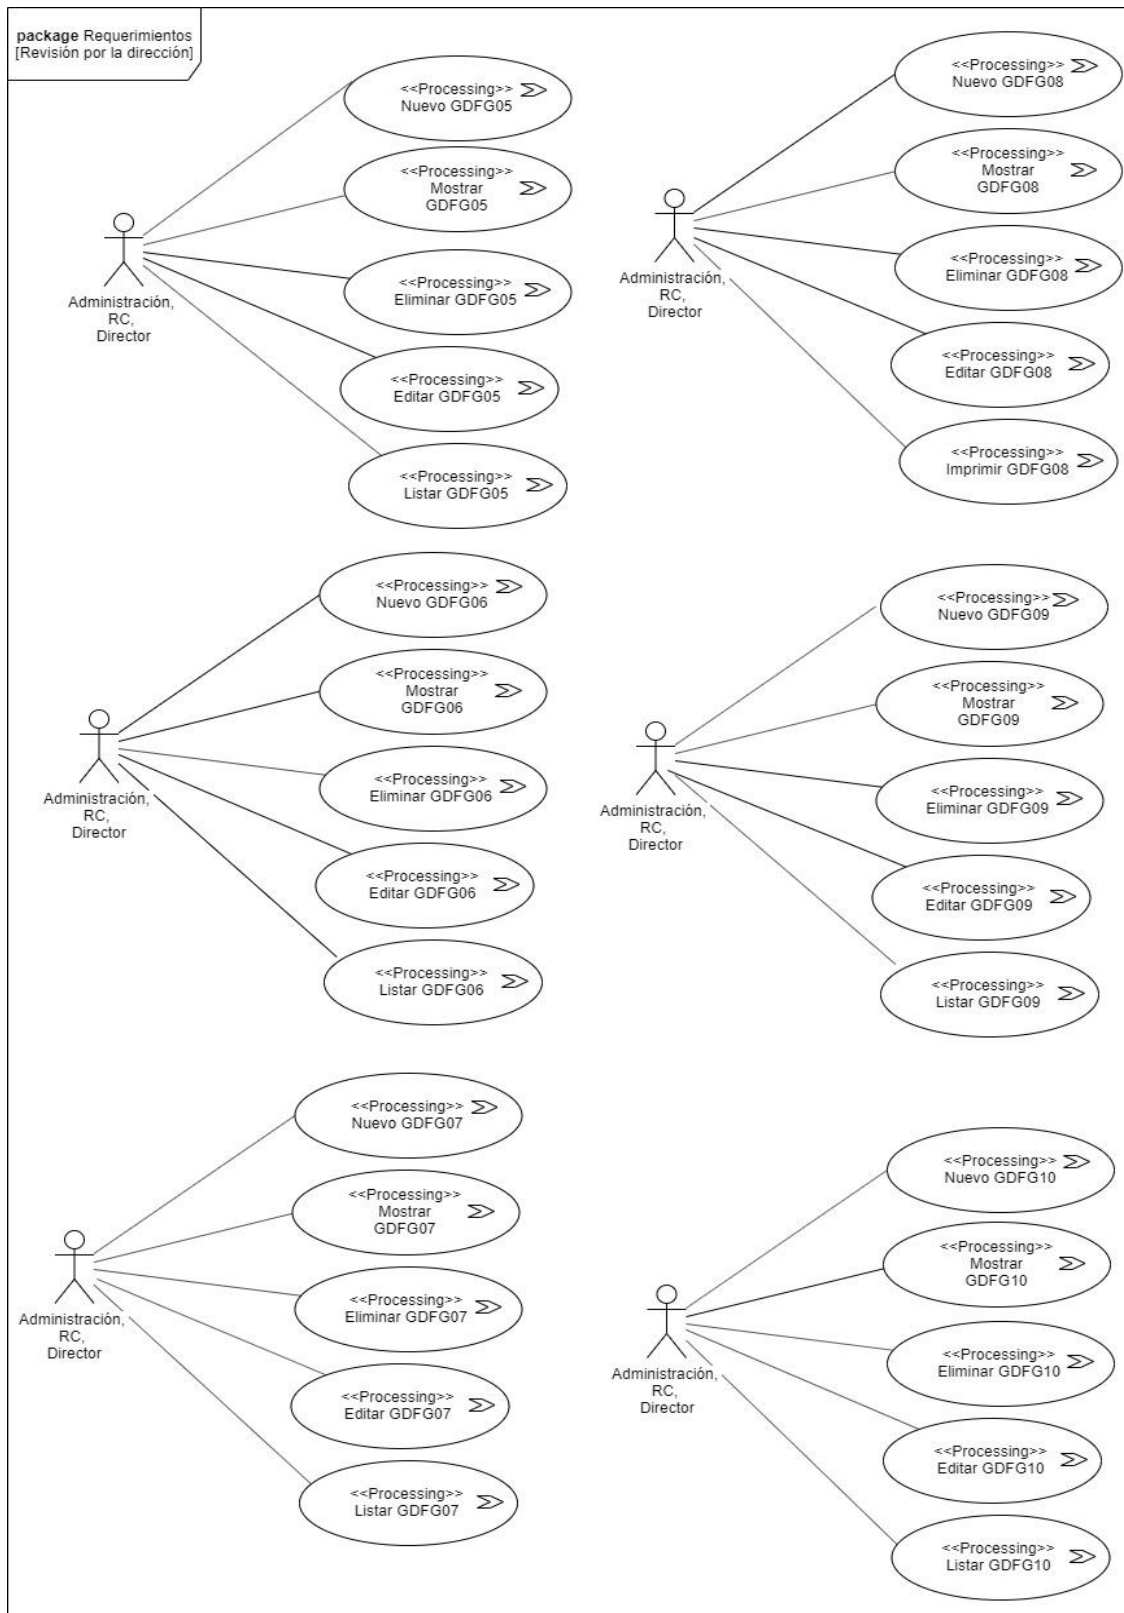 package Requerimientos
[Revisión por la dirección]
<<Processing>>
Nuevo GDFG05
<<Processing>>
Mostrar
GDFG05
<<Processing>>
Eliminar GDFG05
<<Processing>>
Editar GDFG05
<<Processing>>
Listar GDFG05
Administración,
RC,
Director
<<Processing>>
Nuevo GDFG08
<<Processing>>
Mostrar
GDFG08
<<Processing>>
Eliminar GDFG08
<<Processing>>
Editar GDFG08
<<Processing>>
Imprimir GDFG08
Administración,
RC,
Director
<<Processing>>
Nuevo GDFG06
<<Processing>>
Mostrar
GDFG06
<<Processing>>
Eliminar GDFG06
<<Processing>>
Editar GDFG06
<<Processing>>
Listar GDFG06
Administración,
RC,
Director
<<Processing>>
Nuevo GDFG09
<<Processing>>
Mostrar
GDFG09
<<Processing>>
Eliminar GDFG09
<<Processing>>
Editar GDFG09
<<Processing>>
Listar GDFG09
Administración,
RC,
Director
<<Processing>>
Nuevo GDFG07
<<Processing>>
Mostrar
GDFG07
<<Processing>>
Eliminar GDFG07
<<Processing>>
Editar GDFG07
<<Processing>>
Listar GDFG07
Administración,
RC,
Director
<<Processing>>
Nuevo GDFG10
<<Processing>>
Mostrar
GDFG10
<<Processing>>
Eliminar GDFG10
<<Processing>>
Editar GDFG10
<<Processing>>
Listar GDFG10
Administración,
RC,
Director